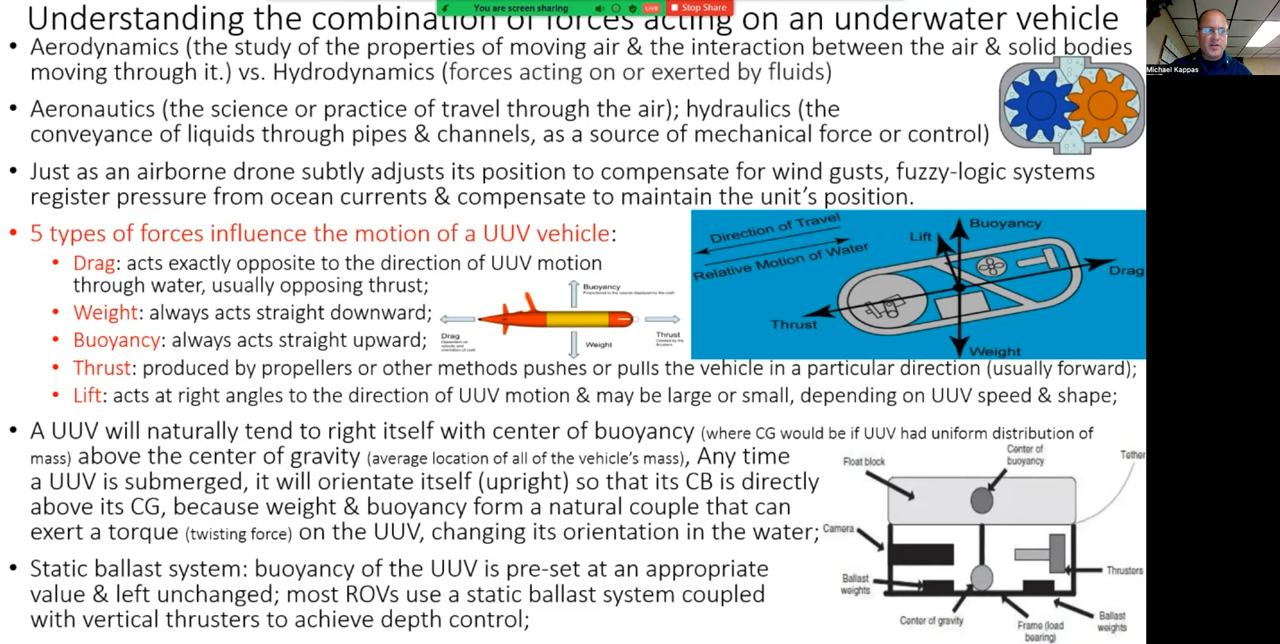 You are screen sharing
LIVE
Stop Share
Understanding the combination of forces acting on an underwater vehicle
Michael Kappas
• Aerodynamics (the study of the properties of moving air & the interaction between the air & solid bodies
moving through it.) vs. Hydrodynamics (forces acting on or exerted by fluids)
• Aeronautics (the science or practice of travel through the air); hydraulics (the
conveyance of liquids through pipes & channels, as a source of mechanical force or control)
• Just as an airborne drone subtly adjusts its position to compensate for wind gusts, fuzzy-logic systems
register pressure from ocean currents & compensate to maintain the unit's position.
• 5 types of forces influence the motion of a UUV vehicle:
• Drag: acts exactly opposite to the direction of UUV motion
through water, usually opposing thrust;
• Weight: always acts straight downward;
• Buoyancy: always acts straight upward;
• Thrust: produced by propellers or other methods pushes or pulls the vehicle in a particular direction (usually forward);
• Lift: acts at right angles to the direction of UUV motion & may be large or small, depending on UUV speed & shape;
Buoyancy
Drag
Weight
Thrust
Direction of Travel
Relative Motion of Water
Lift
Buoyancy
Drag
Thrust
Weight
• A UUV will naturally tend to right itself with center of buoyancy (where CG would be if UUV had uniform distribution of
mass) above the center of gravity (average location of all of the vehicle's mass), Any time
a UUV is submerged, it will orientate itself (upright) so that its CB is directly
above its CG, because weight & buoyancy form a natural couple that can
exert a torque (twisting force) on the UUV, changing its orientation in the water;
• Static ballast system: buoyancy of the UUV is pre-set at an appropriate
value & left unchanged; most ROVs use a static ballast system coupled
with vertical thrusters to achieve depth control;
Float block
Center of
buoyancy
Tether
Camera
Ballast
weights
Thrusters
Center of gravity
Frame (load
bearing)
Ballast
weights